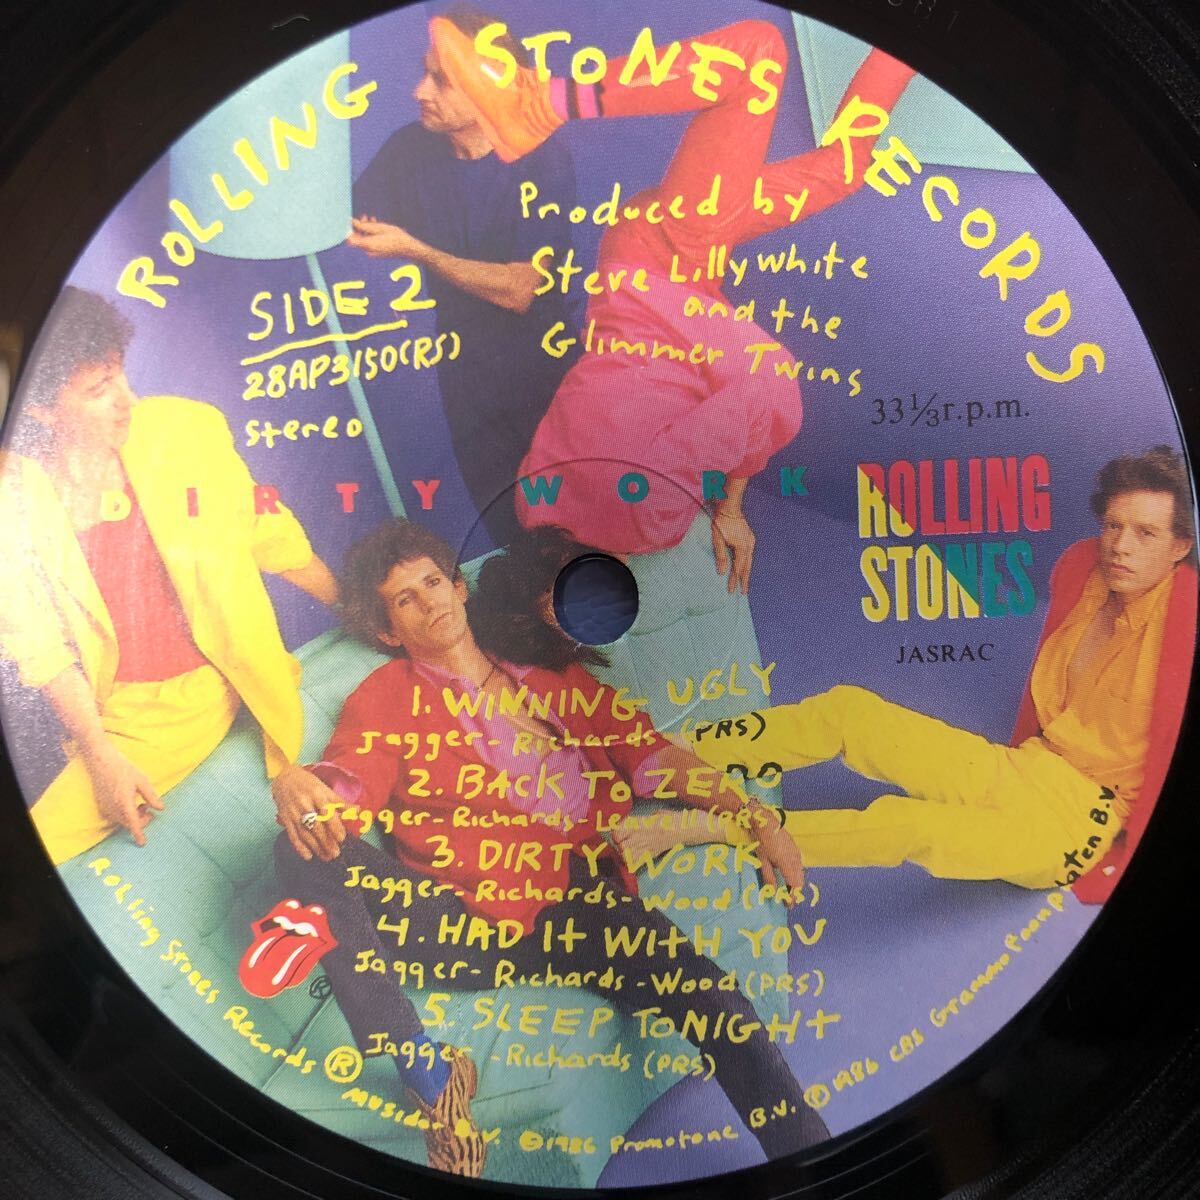 ROLLING STONES RECORDS
Produced by
Steve Lillywhite
and the
Glimmer Twins
SIDE 2
28AP3150(RS)
stereo
33 1/3 r.p.m.
DIRTY WORK
ROLLING
STONES
JASRAC
1. WINNING UGLY
Jagger-Richards (PRS)
2. BACK TO ZERO
Jagger-Richards-Leavell (PRS)
3. DIRTY WORK
Jagger-Richards-Wood (PRS)
4. HAD It WITH YOU
Jagger-Richards-Wood (PRS)
5. SLEEP TONIGHt
Jagger-Richards (PRS)
®
Rolling Stones Records ® Musidor B.V. ©1986 Promotone B.V. ℗1986 CBS Grammofoonplaten B.V.